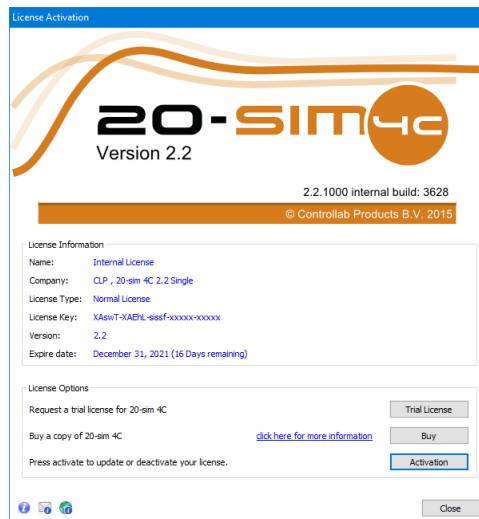 License Activation
20-SIM 4C
Version 2.2
2.2.1000 internal build: 3628
© Controllab Products B.V. 2015
License Information
Name: Internal License
Company: CLP , 20-sim 4C 2.2 Single
License Type: Normal License
License Key: XAswT-XAEhL-sissf-xxxxx-xxxxx
Version: 2.2
Expire date: December 31, 2021 (16 Days remaining)
License Options
Request a trial license for 20-sim 4C Trial License
Buy a copy of 20-sim 4C click here for more information Buy
Press activate to update or deactivate your license. Activation
Close